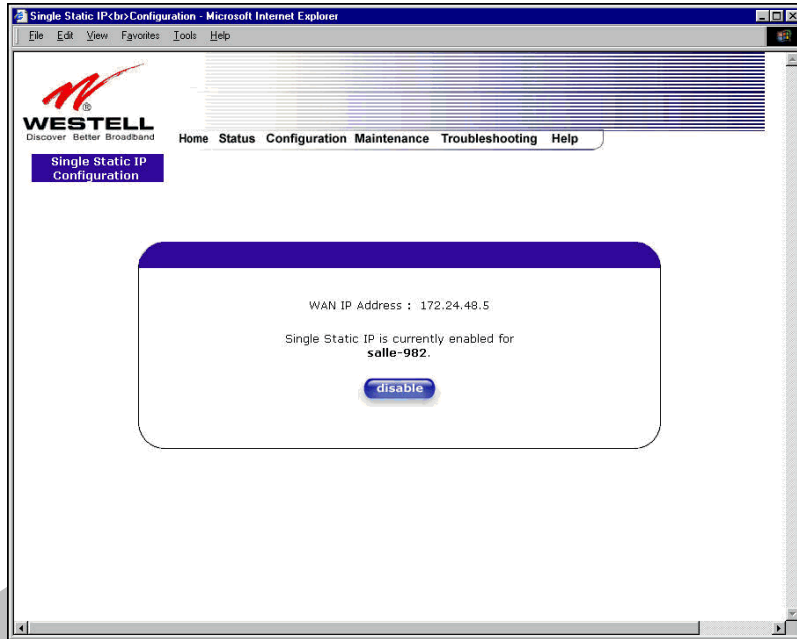 Single Static IP<br>Configuration - Microsoft Internet Explorer
File Edit View Favorites Tools Help
®
WESTELL
Discover Better Broadband
Home Status Configuration Maintenance Troubleshooting Help
Single Static IP
Configuration
WAN IP Address : 172.24.48.5
Single Static IP is currently enabled for
salle-982.
disable